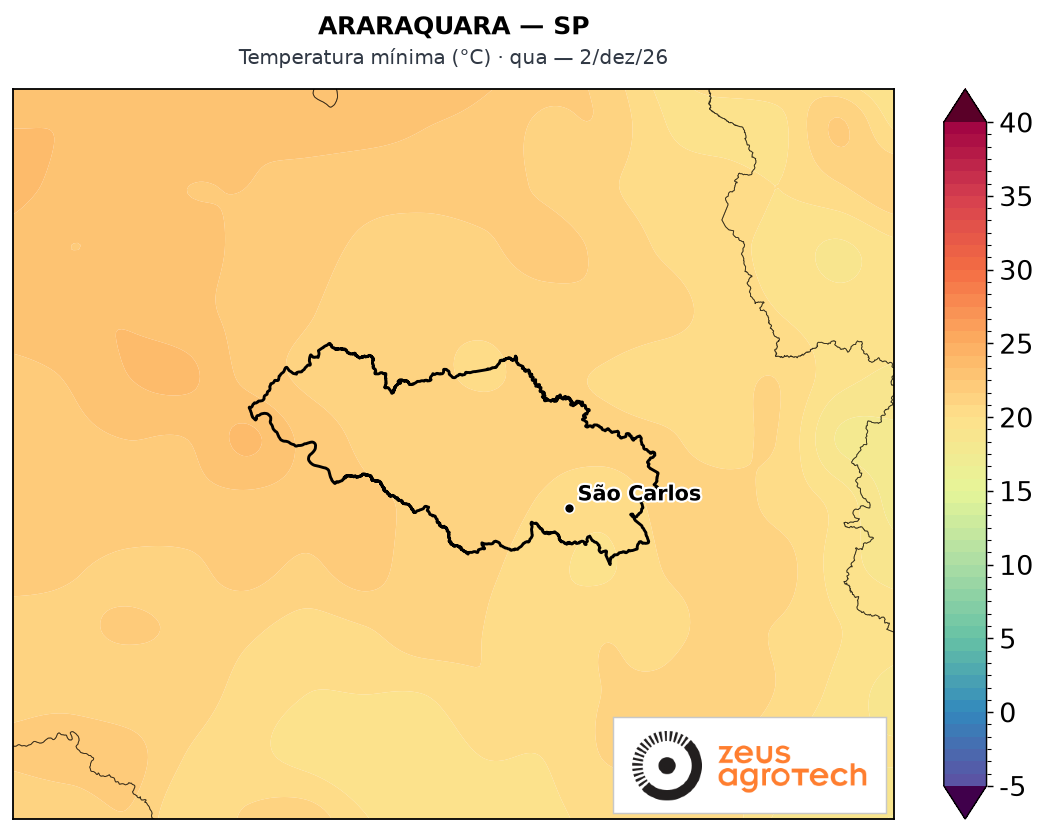 ARARAQUARA — SP
Temperatura mínima (°C) · qua — 2/dez/26
São Carlos
40
35
30
25
20
15
10
5
0
-5
zeus
agrotech